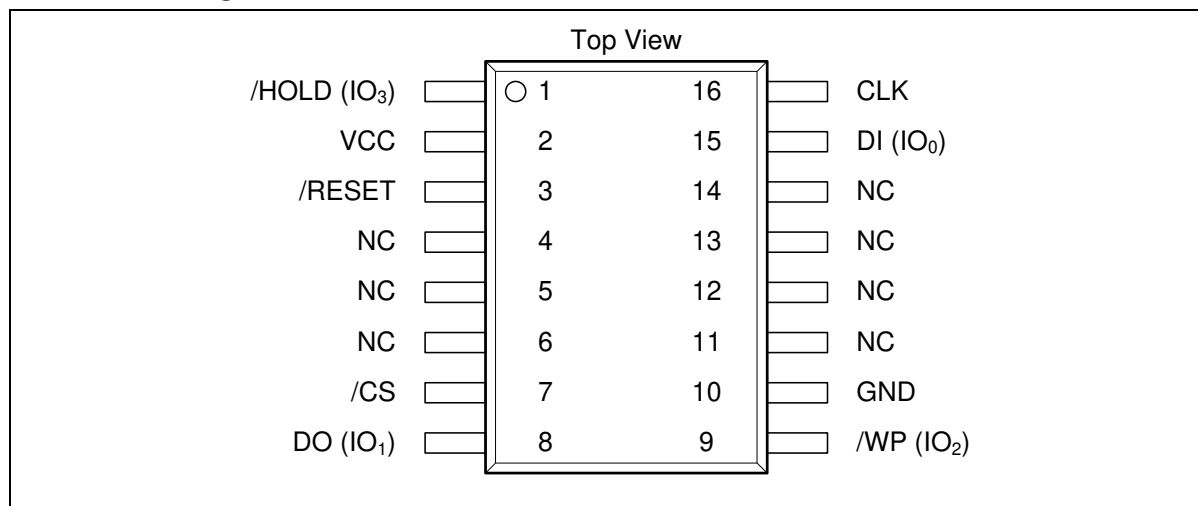 Top View
/HOLD (IO₃) 1 16 CLK
VCC 2 15 DI (IO₀)
/RESET 3 14 NC
NC 4 13 NC
NC 5 12 NC
NC 6 11 NC
/CS 7 10 GND
DO (IO₁) 8 9 /WP (IO₂)